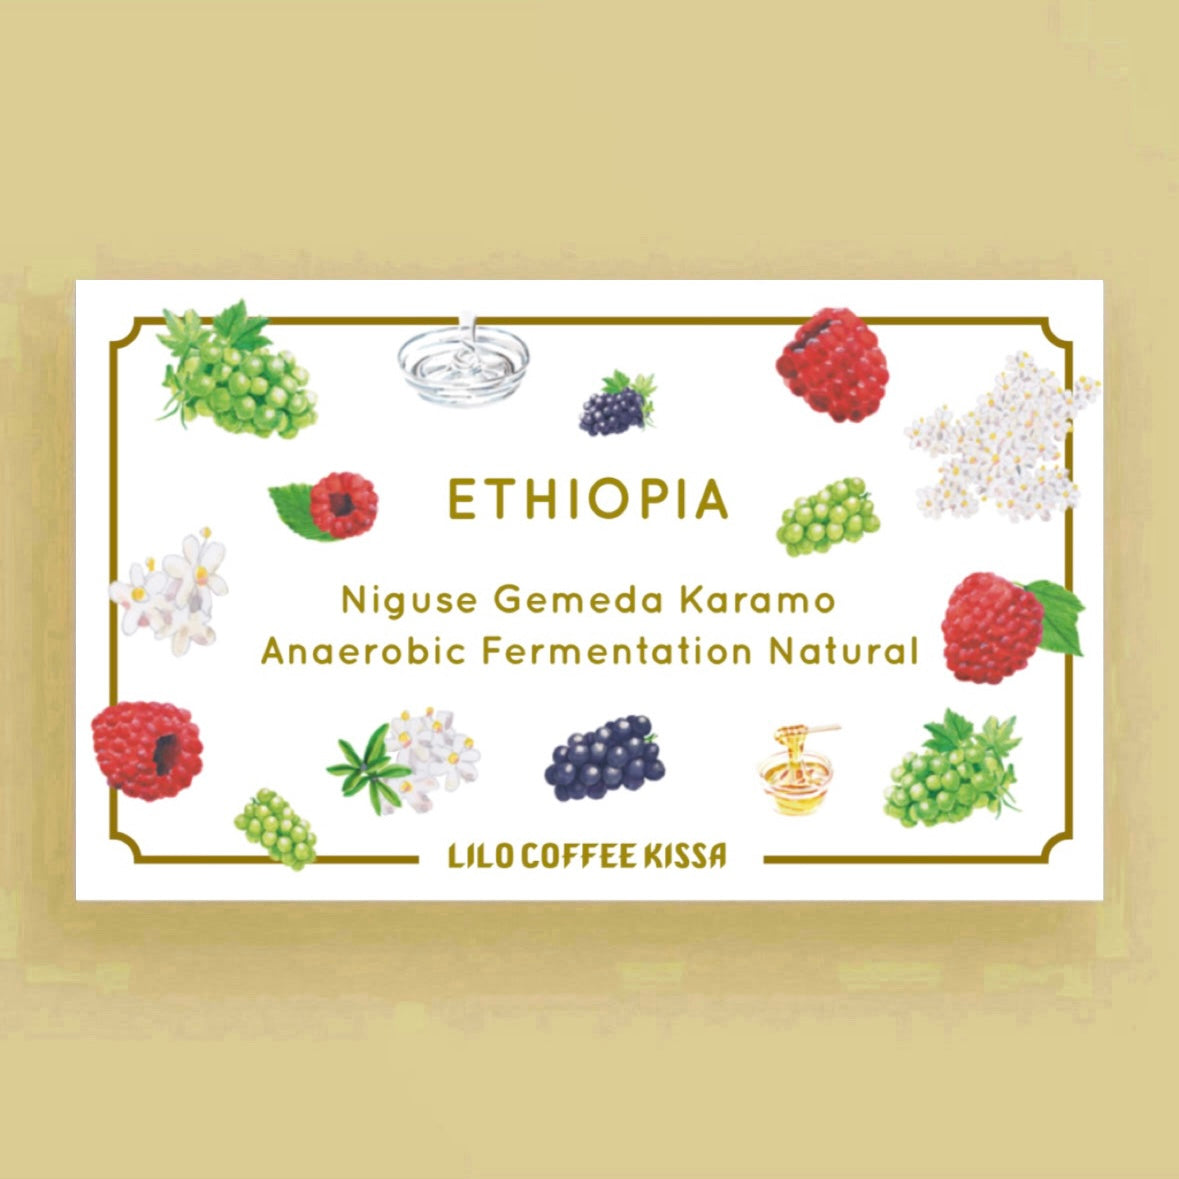 ETHIOPIA
Niguse Gemeda Karamo
Anaerobic Fermentation Natural
LILO COFFEE KISSA